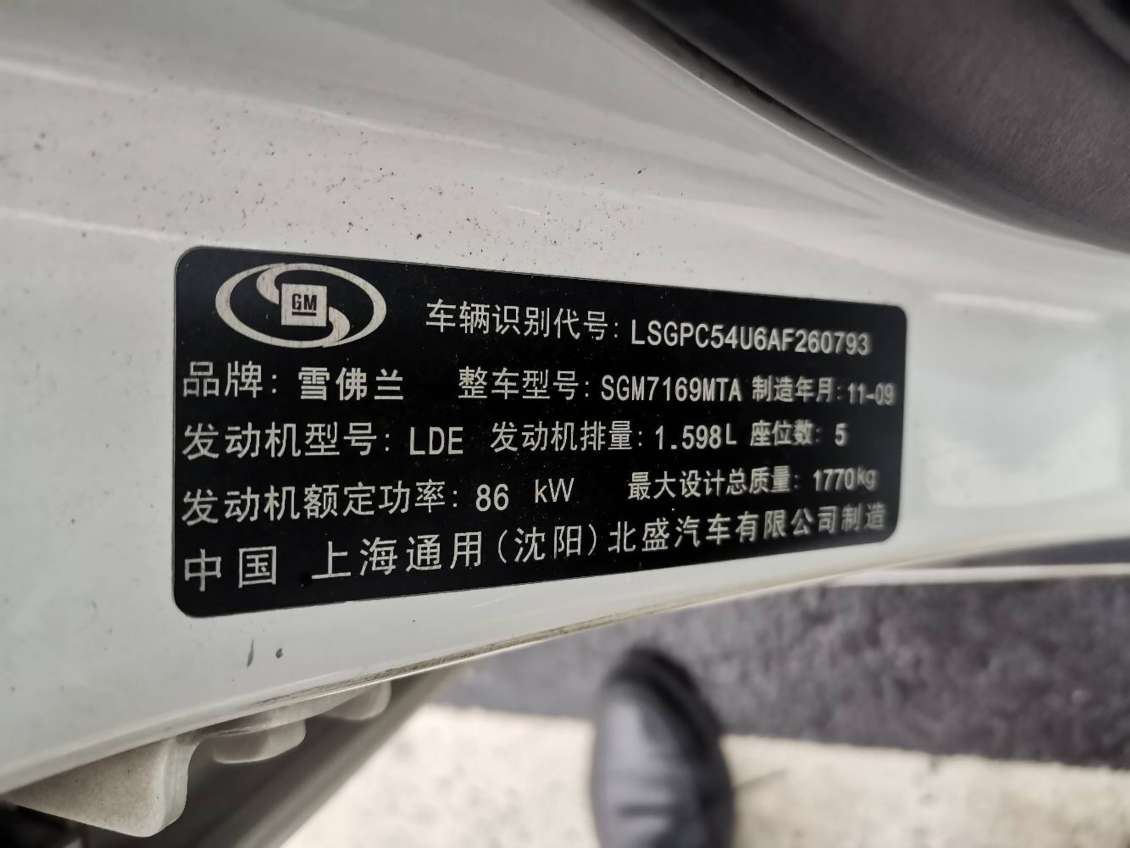 GM
车辆识别代号: LSGPC54U6AF260793
品牌: 雪佛兰 整车型号: SGM7169MTA 制造年月: 11-09
发动机型号: LDE 发动机排量: 1.598L 座位数: 5
发动机额定功率: 86 kW 最大设计总质量: 1770kg
中国 上海通用(沈阳)北盛汽车有限公司制造